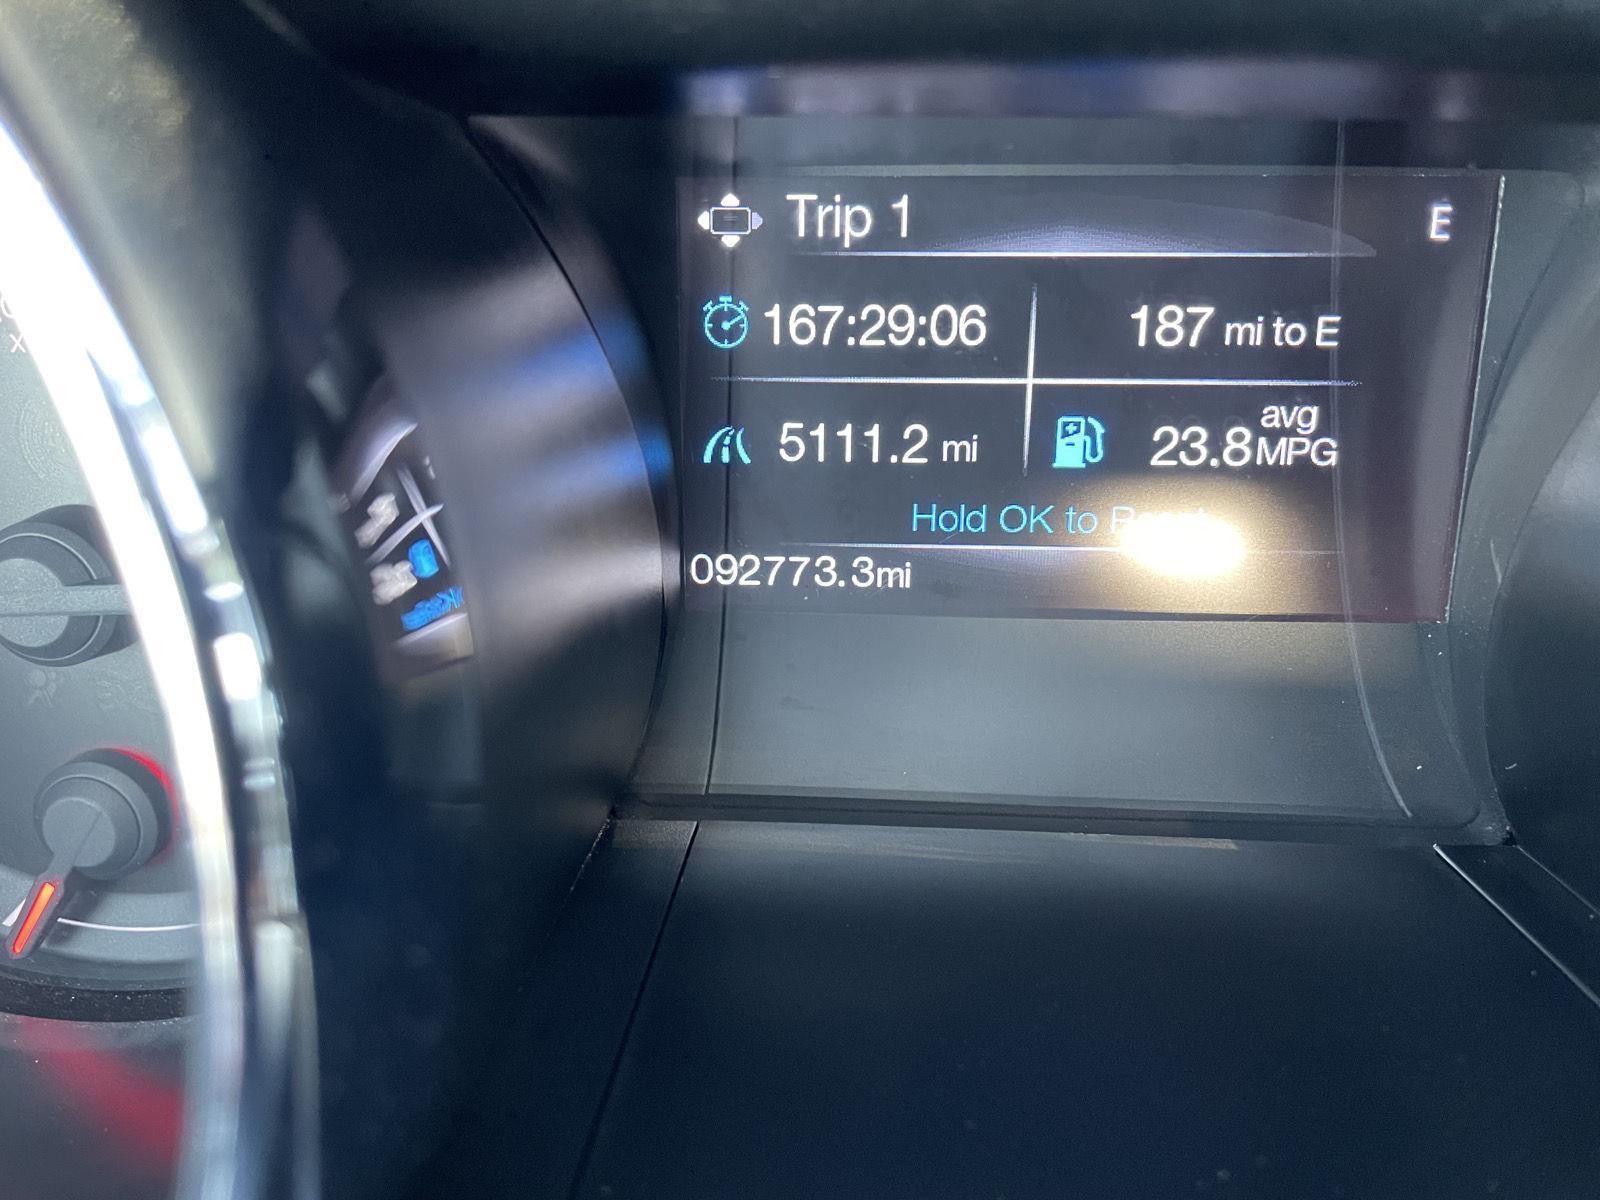 Trip 1 E
167:29:06 187 mi to E
5111.2 mi 23.8 avg MPG
Hold OK to
092773.3mi